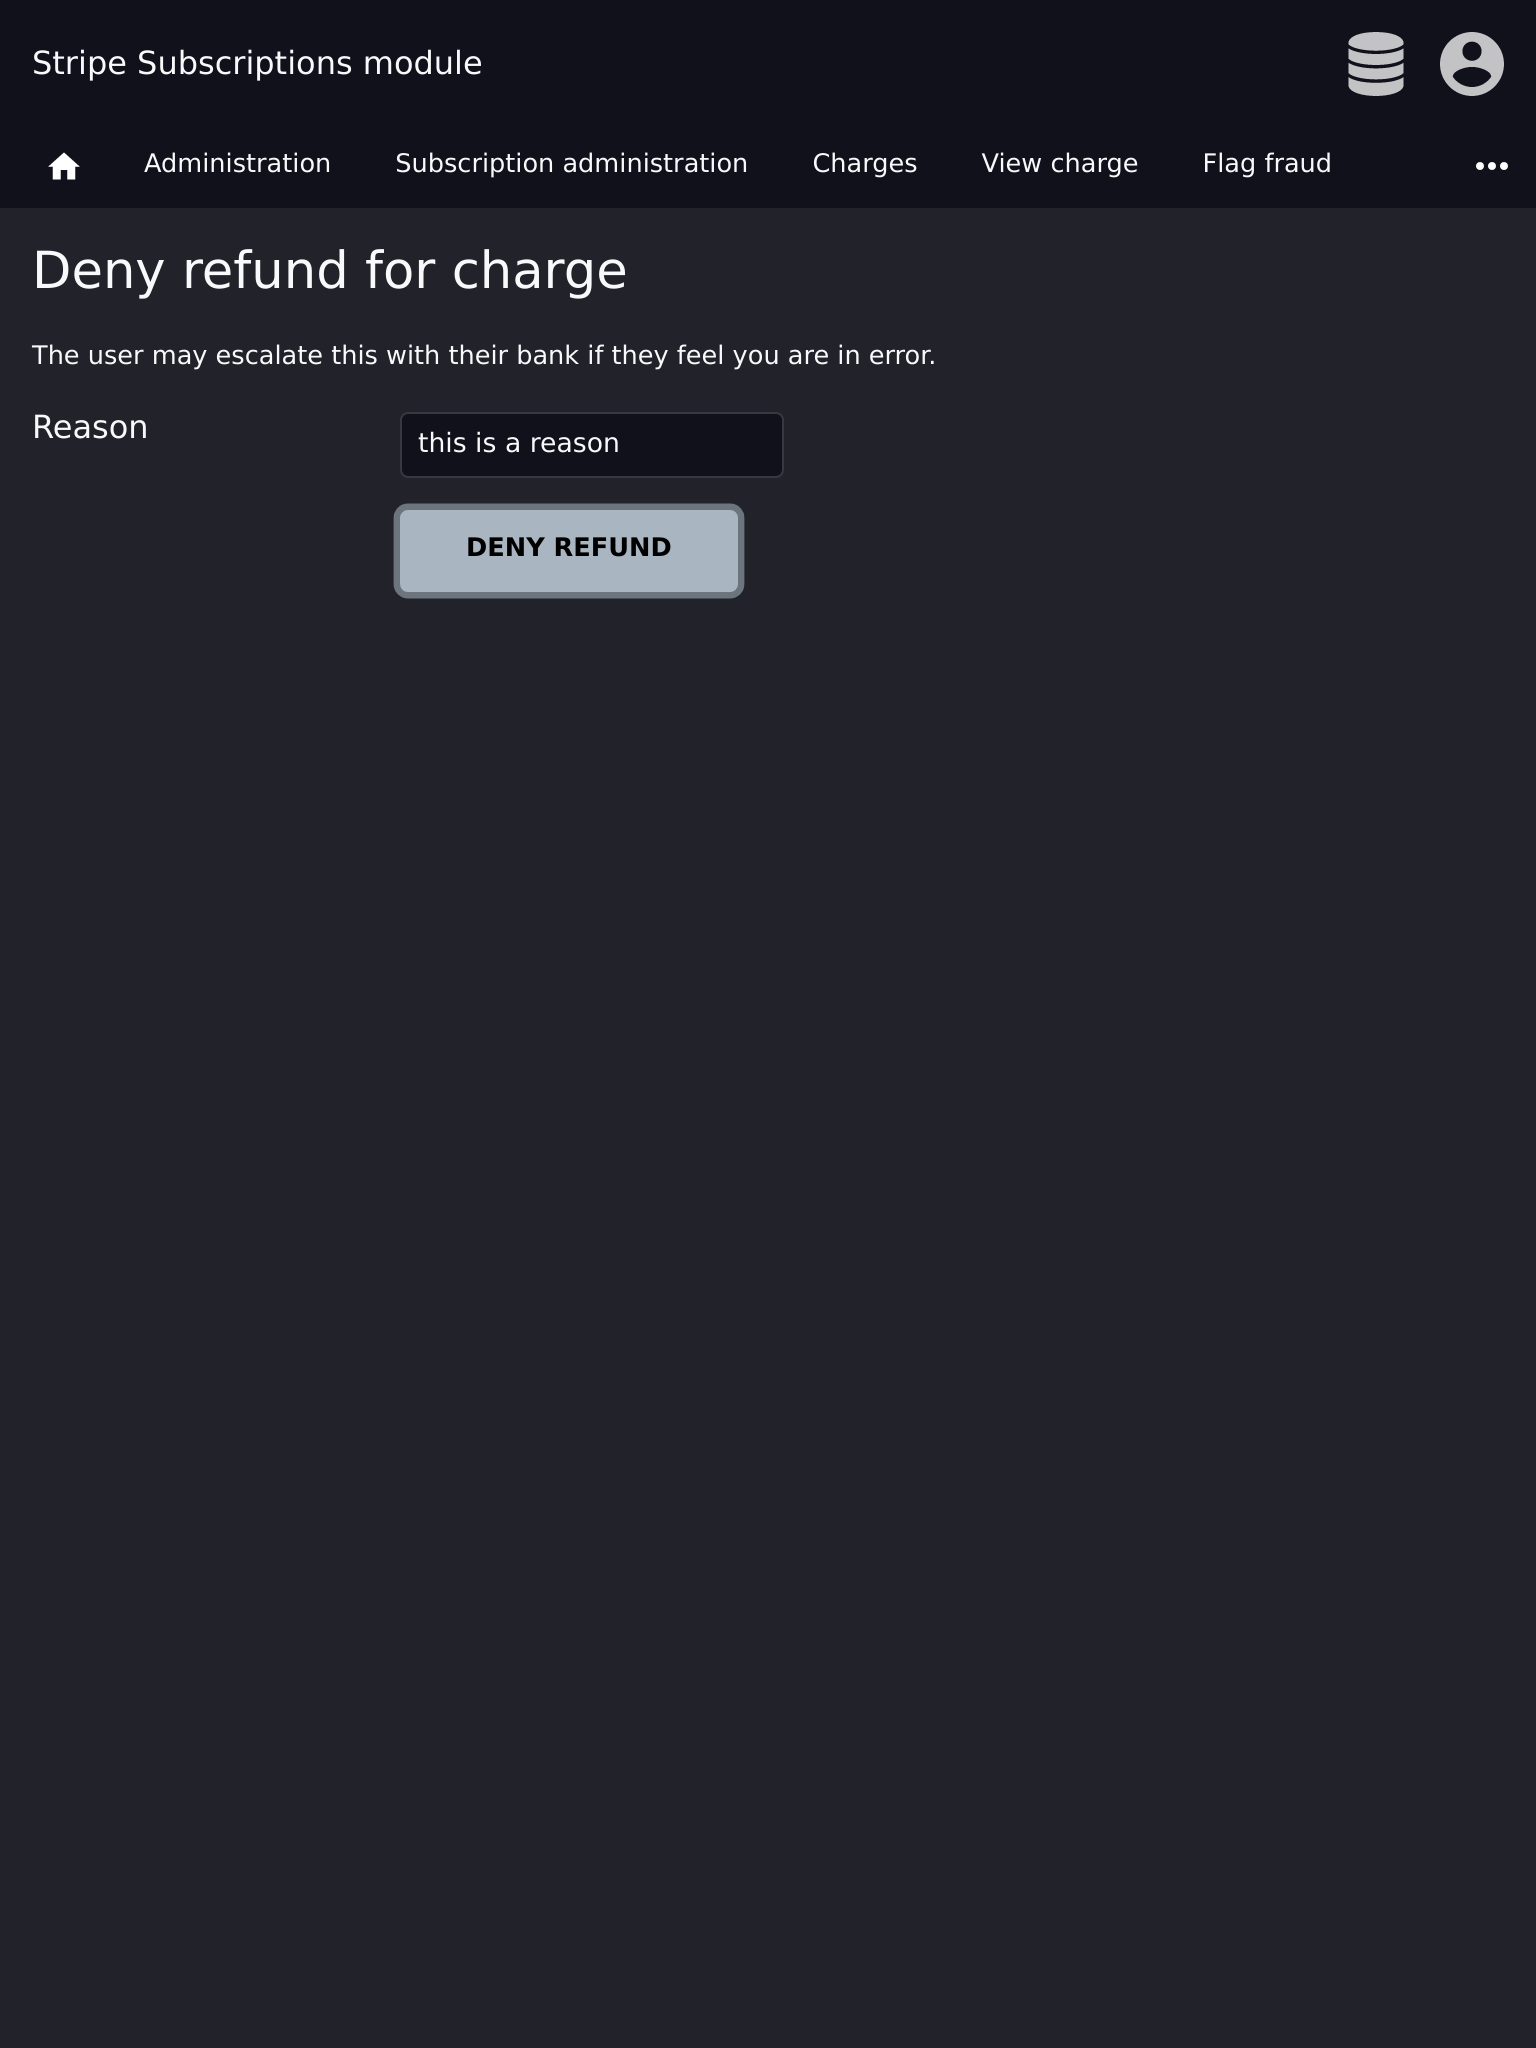 Stripe Subscriptions module
Administration Subscription administration Charges View charge Flag fraud
Deny refund for charge
The user may escalate this with their bank if they feel you are in error.
Reason
this is a reason
DENY REFUND